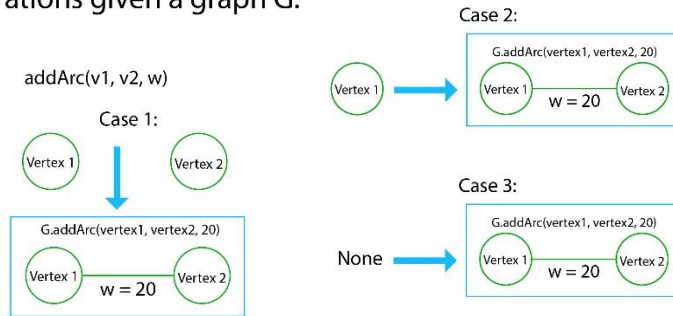 ations given a graph G.
addArc(v1, v2, w)
Case 1:
Vertex 1
Vertex 2
G.addArc(vertex1, vertex2, 20)
Vertex 1
w = 20
Vertex 2
Case 2:
Vertex 1
G.addArc(vertex1, vertex2, 20)
Vertex 1
w = 20
Vertex 2
Case 3:
None
G.addArc(vertex1, vertex2, 20)
Vertex 1
w = 20
Vertex 2